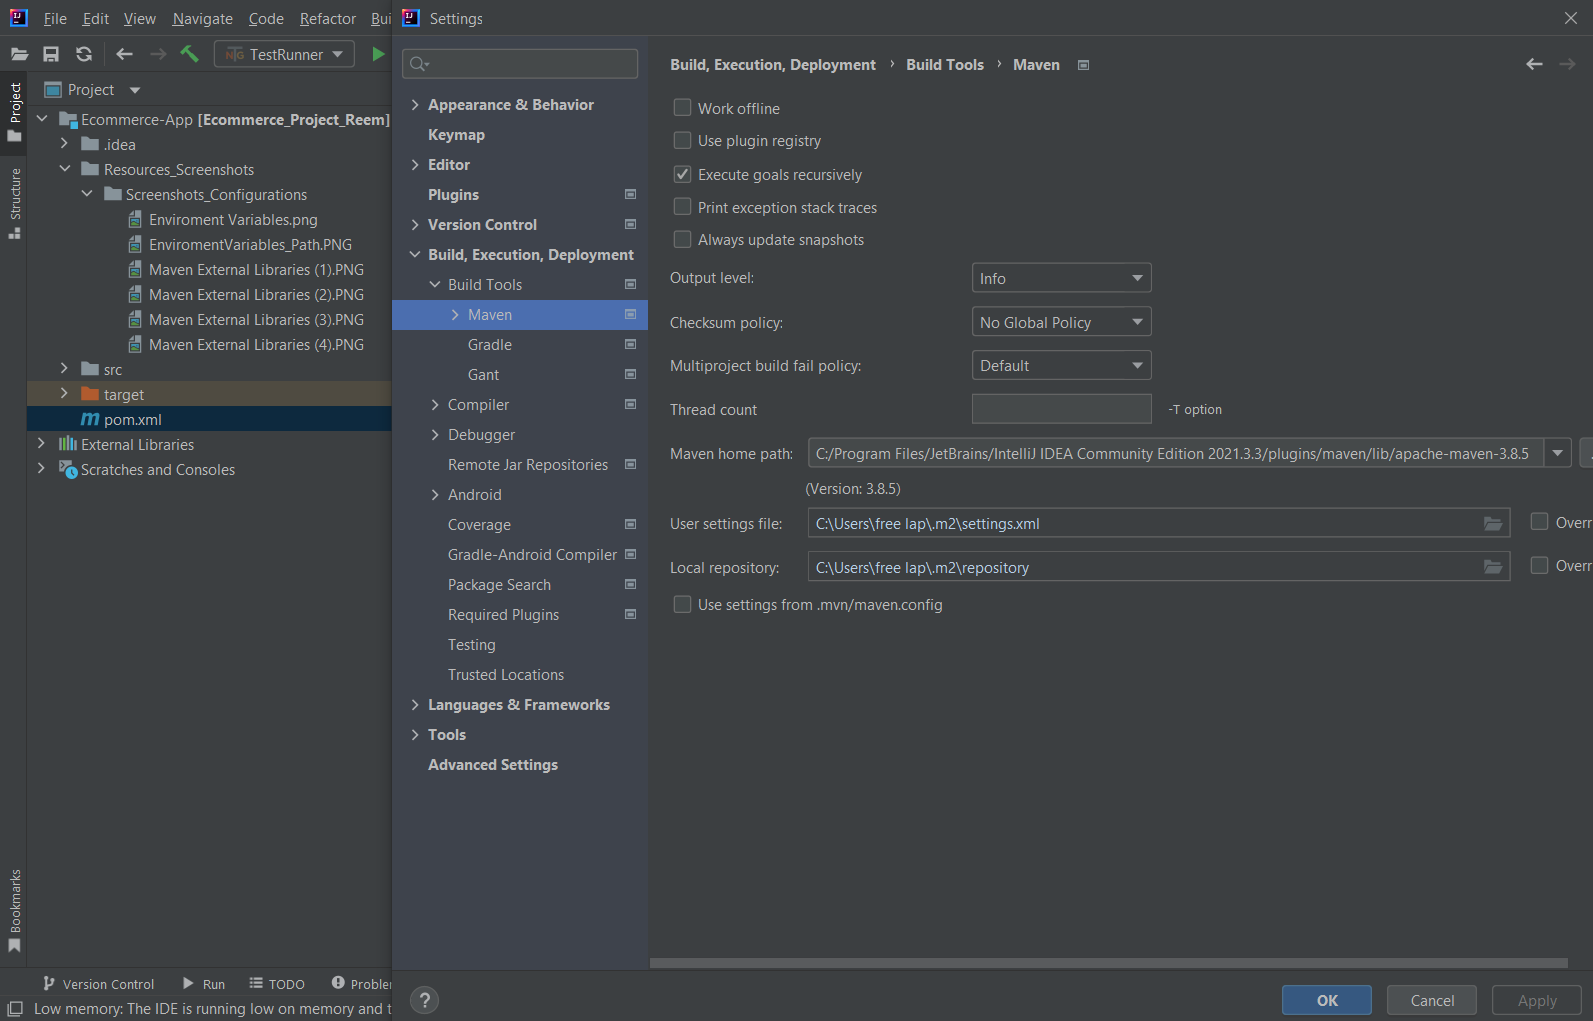 File Edit View Navigate Code Refactor Bui
TestRunner
Project
Project
Structure
Bookmarks
Ecommerce-App [Ecommerce_Project_Reem]
.idea
Resources_Screenshots
Screenshots_Configurations
Enviroment Variables.png
EnviromentVariables_Path.PNG
Maven External Libraries (1).PNG
Maven External Libraries (2).PNG
Maven External Libraries (3).PNG
Maven External Libraries (4).PNG
src
target
pom.xml
External Libraries
Scratches and Consoles
Version Control Run TODO Probler
Low memory: The IDE is running low on memory and t
Settings
Appearance & Behavior
Keymap
Editor
Plugins
Version Control
Build, Execution, Deployment
Build Tools
Maven
Gradle
Gant
Compiler
Debugger
Remote Jar Repositories
Android
Coverage
Gradle-Android Compiler
Package Search
Required Plugins
Testing
Trusted Locations
Languages & Frameworks
Tools
Advanced Settings
Build, Execution, Deployment › Build Tools › Maven
Work offline
Use plugin registry
Execute goals recursively
Print exception stack traces
Always update snapshots
Output level: Info
Checksum policy: No Global Policy
Multiproject build fail policy: Default
Thread count -T option
Maven home path: C:/Program Files/JetBrains/IntelliJ IDEA Community Edition 2021.3.3/plugins/maven/lib/apache-maven-3.8.5
(Version: 3.8.5)
User settings file: C:\Users\free lap\.m2\settings.xml Overr
Local repository: C:\Users\free lap\.m2\repository Overr
Use settings from .mvn/maven.config
? OK Cancel Apply